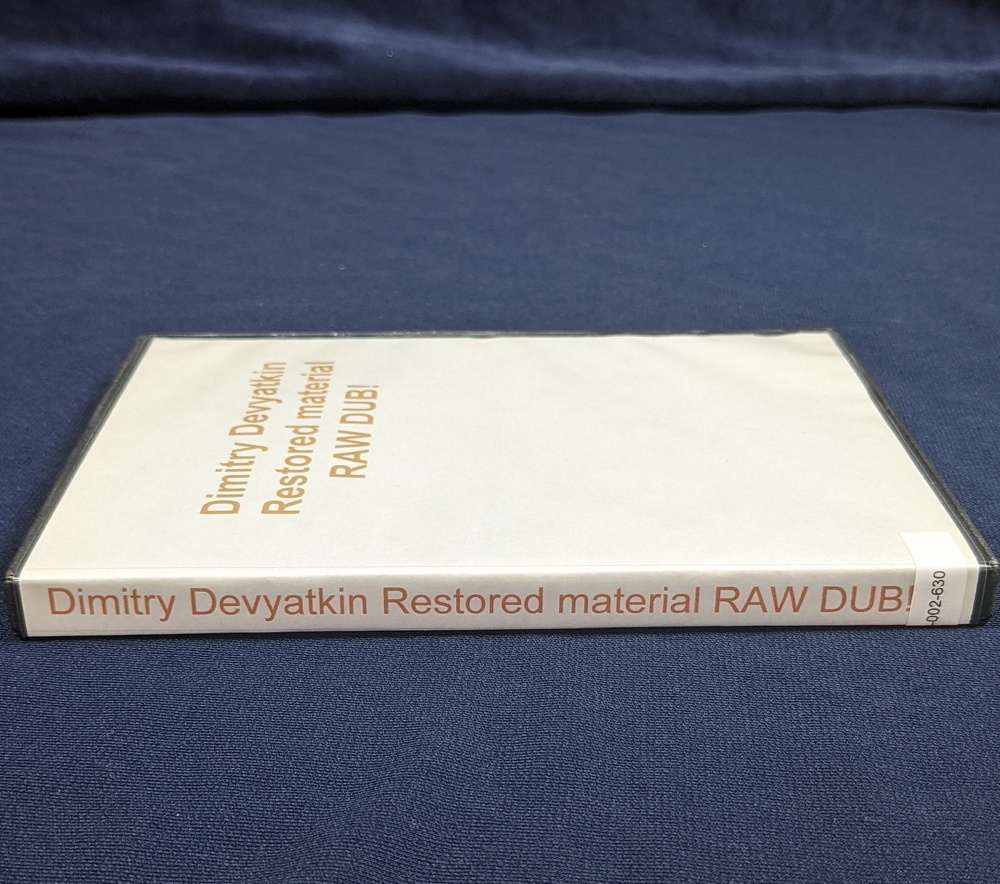 Dimitry Devyatkin
Restored material
RAW DUB!
Dimitry Devyatkin Restored material RAW DUB!
-002-630